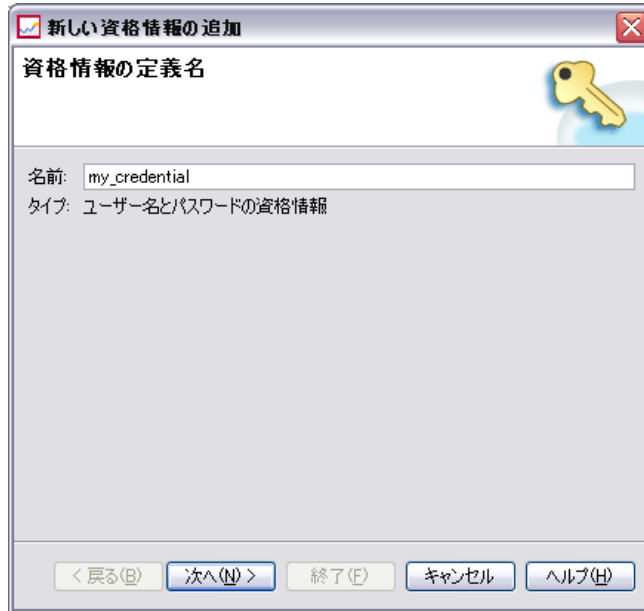 新しい資格情報の追加
資格情報の定義名
名前: my_credential
タイプ: ユーザー名とパスワードの資格情報
< 戻る(B) 次へ(N) > 終了(F) キャンセル ヘルプ(H)